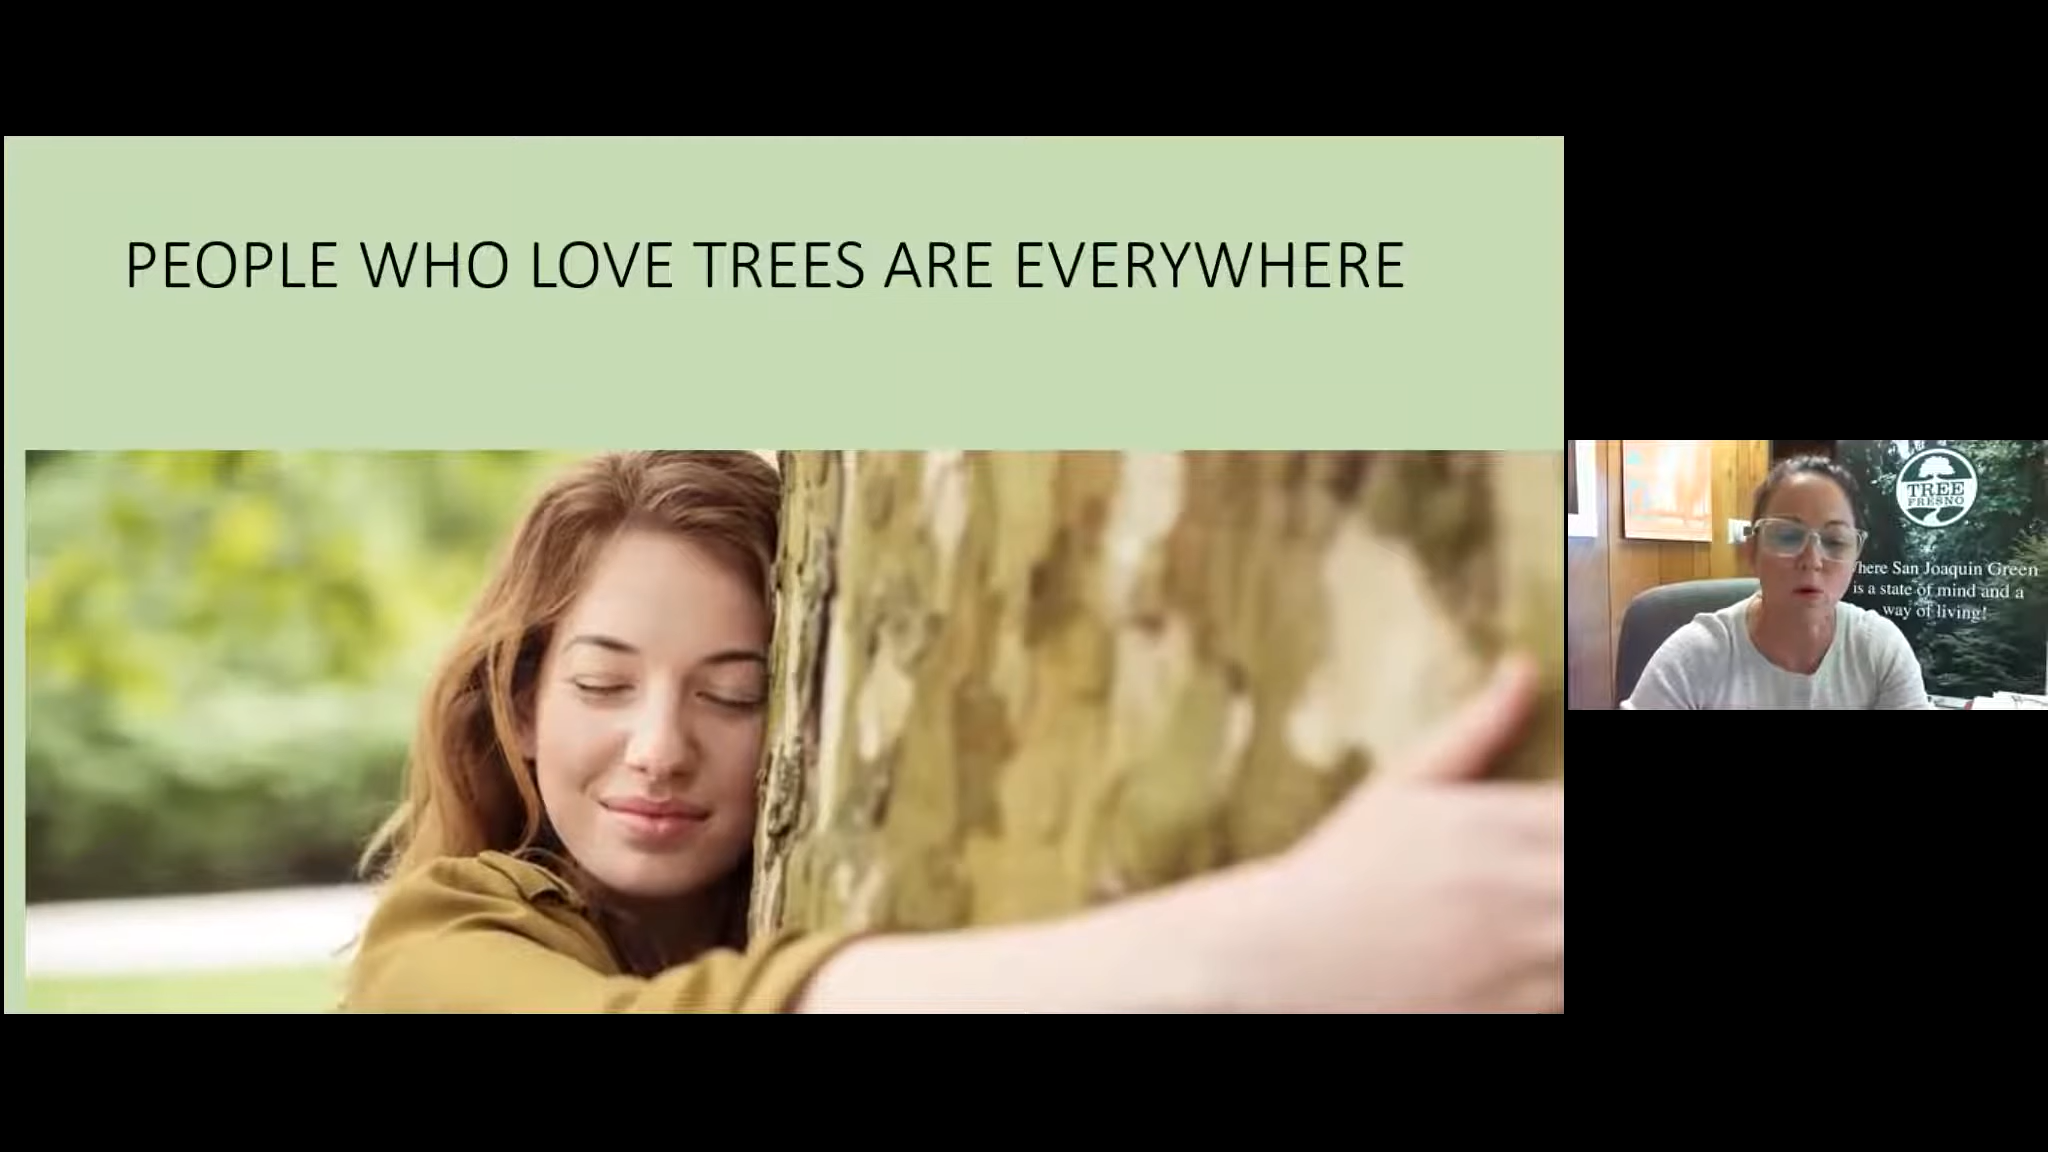 PEOPLE WHO LOVE TREES ARE EVERYWHERE
TREE
FRESNO
here San Joaquin Green
is a state of mind and a
way of living!